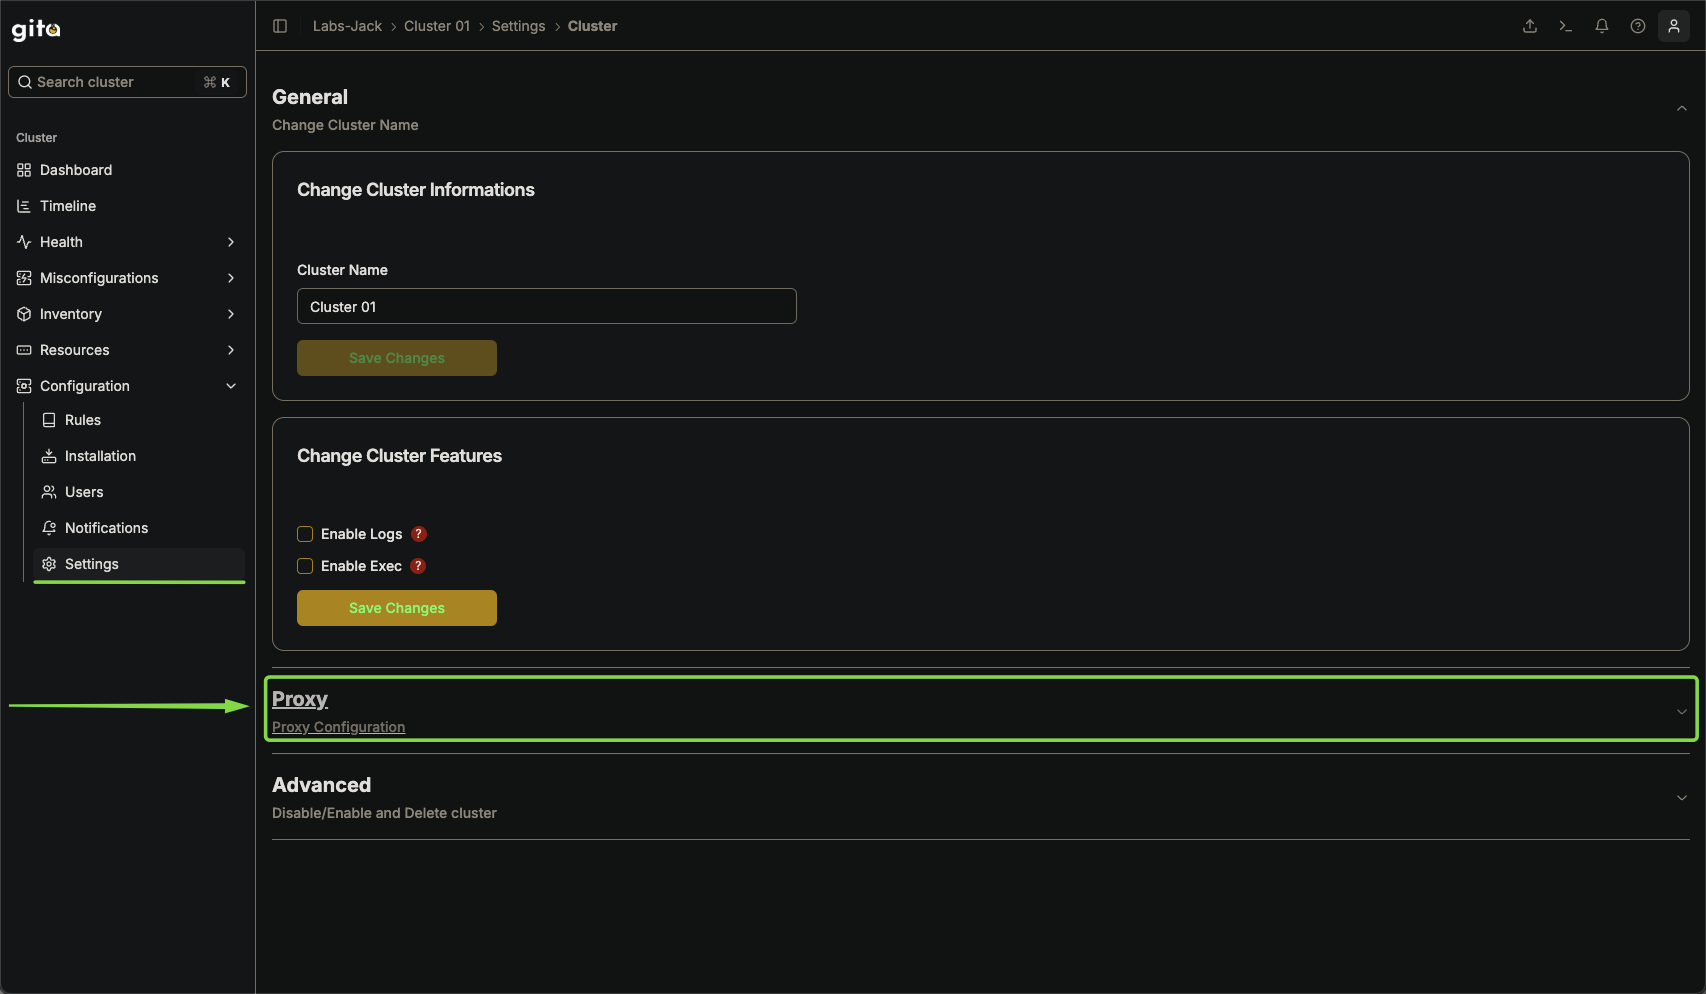 gita
Labs-Jack > Cluster 01 > Settings > Cluster
Search cluster ⌘ K
Cluster
Dashboard
Timeline
Health
Misconfigurations
Inventory
Resources
Configuration
Rules
Installation
Users
Notifications
Settings
General
Change Cluster Name
Change Cluster Informations
Cluster Name
Cluster 01
Save Changes
Change Cluster Features
Enable Logs ?
Enable Exec ?
Save Changes
Proxy
Proxy Configuration
Advanced
Disable/Enable and Delete cluster